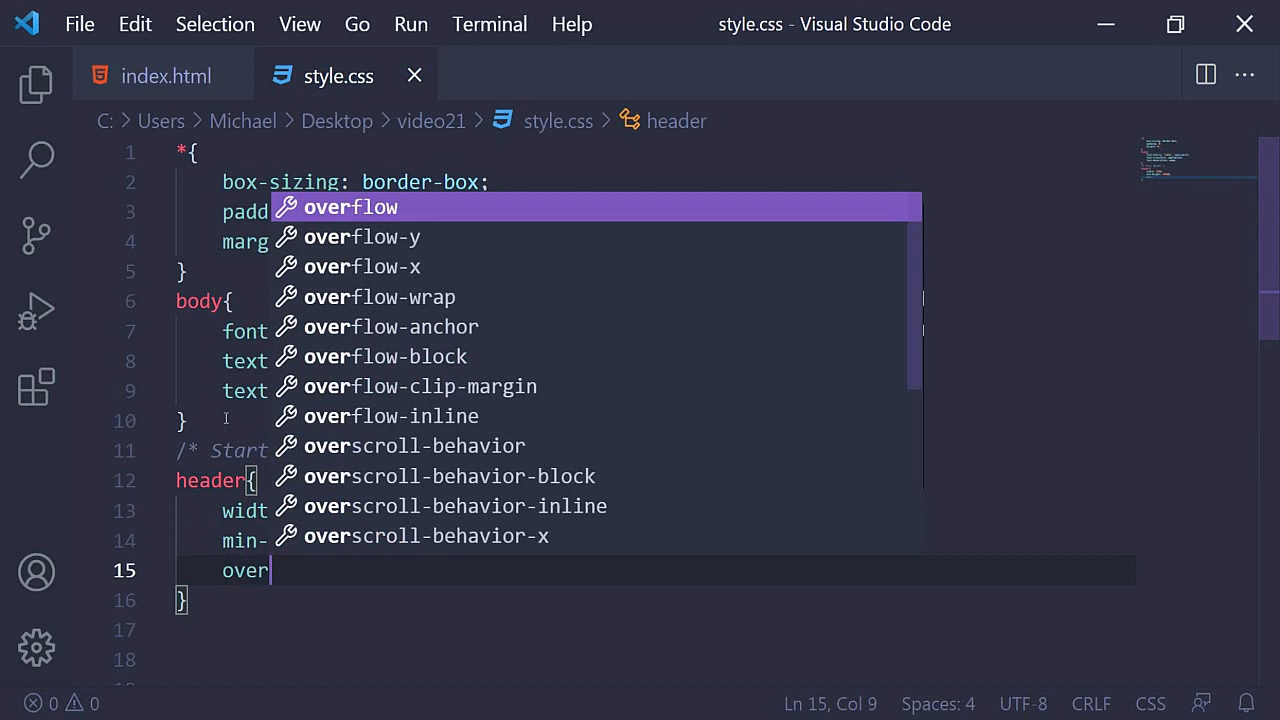 File Edit Selection View Go Run Terminal Help style.css - Visual Studio Code
index.html style.css
C: > Users > Michael > Desktop > video21 > style.css > header
1 *{
2 box-sizing: border-box;
3 padd
4 marg
5 }
6 body{
7 font
8 text
9 text
10 }
11 /* Start
12 header{
13 widt
14 min-
15 over
16 }
17
18
overflow
overflow-y
overflow-x
overflow-wrap
overflow-anchor
overflow-block
overflow-clip-margin
overflow-inline
overscroll-behavior
overscroll-behavior-block
overscroll-behavior-inline
overscroll-behavior-x
0 0 Ln 15, Col 9 Spaces: 4 UTF-8 CRLF CSS